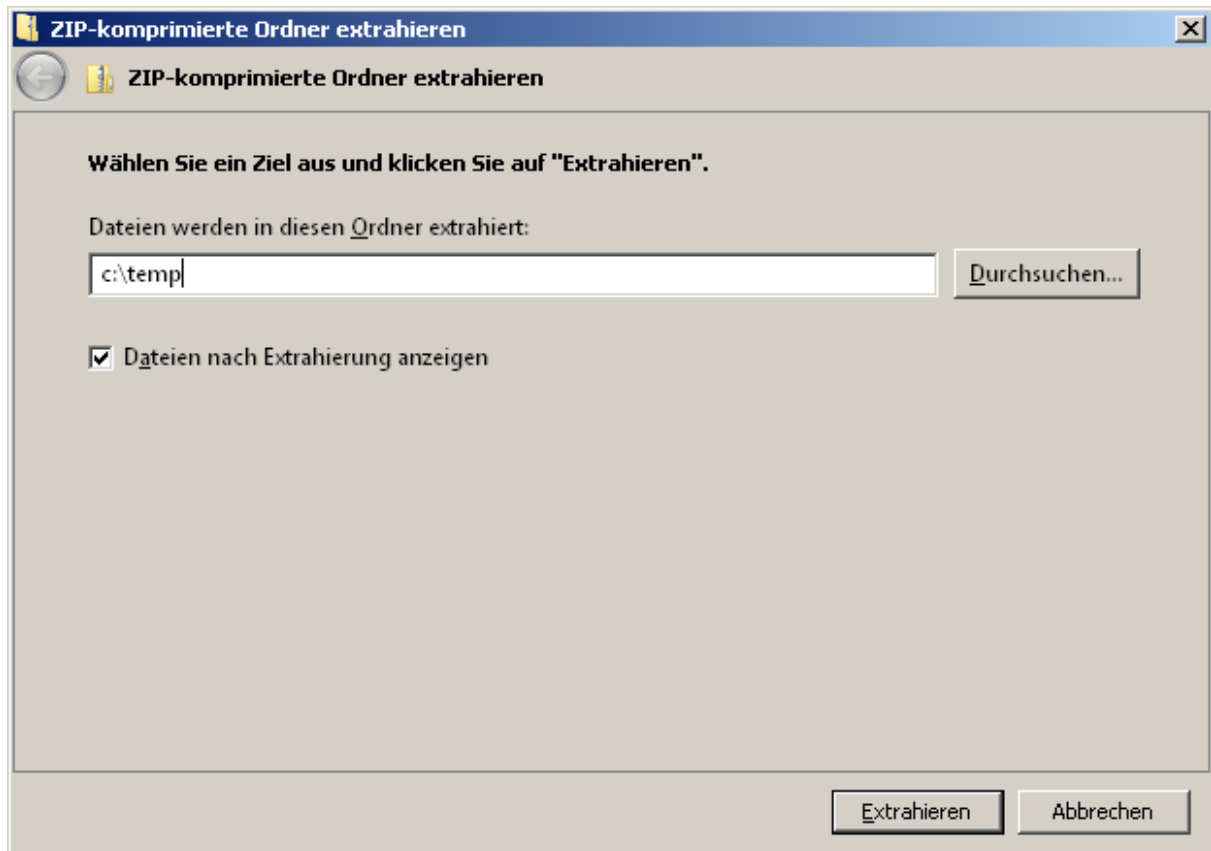 ZIP-komprimierte Ordner extrahieren
ZIP-komprimierte Ordner extrahieren
Wählen Sie ein Ziel aus und klicken Sie auf "Extrahieren".
Dateien werden in diesen Ordner extrahiert:
c:\temp
Durchsuchen...
Dateien nach Extrahierung anzeigen
Extrahieren
Abbrechen